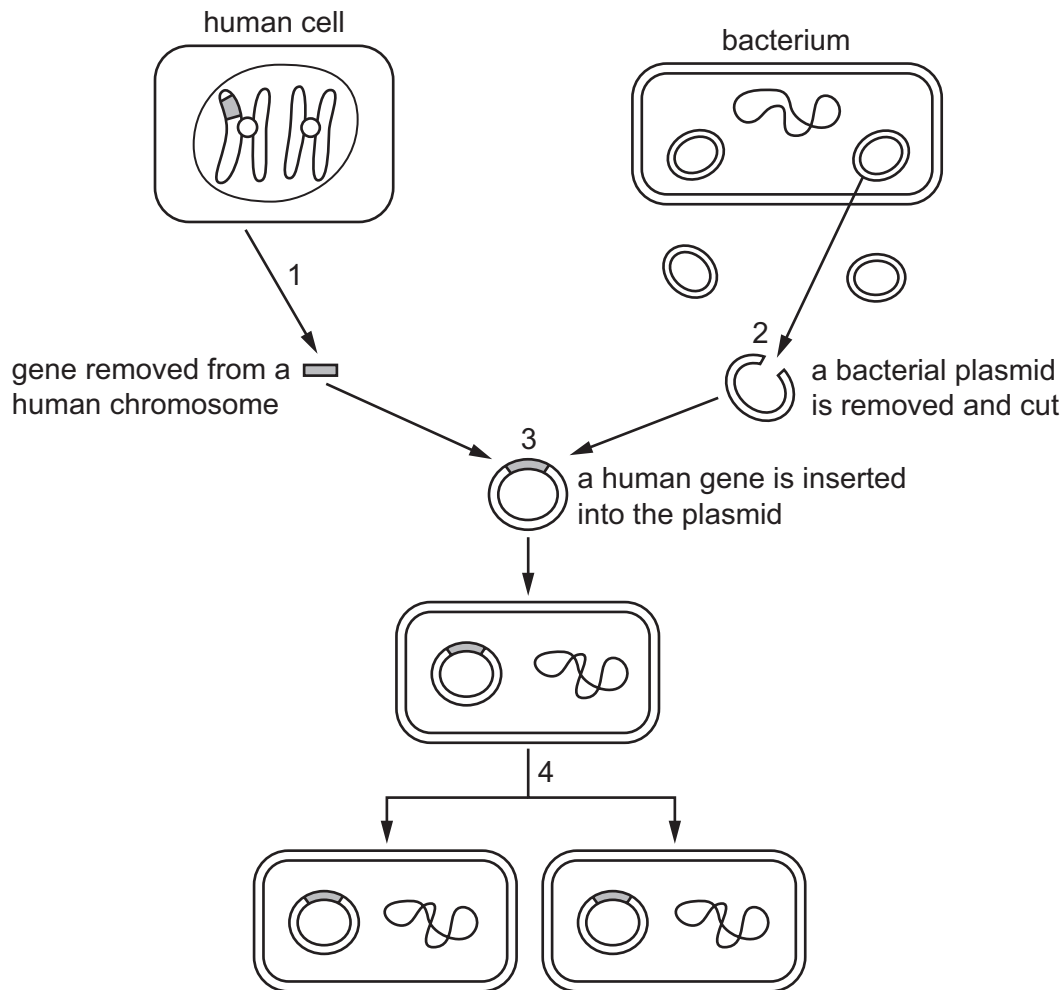 human cell
bacterium
1
2
gene removed from a
human chromosome
a bacterial plasmid
is removed and cut
3
a human gene is inserted
into the plasmid
4